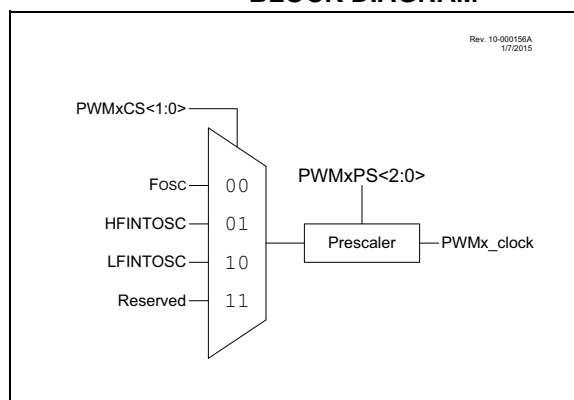 BLOCK DIAGRAM
Rev. 10-000156A
1/7/2015
PWMxCS<1:0>
FOSC 00
HFINTOSC 01
LFINTOSC 10
Reserved 11
PWMxPS<2:0>
Prescaler
PWMx_clock